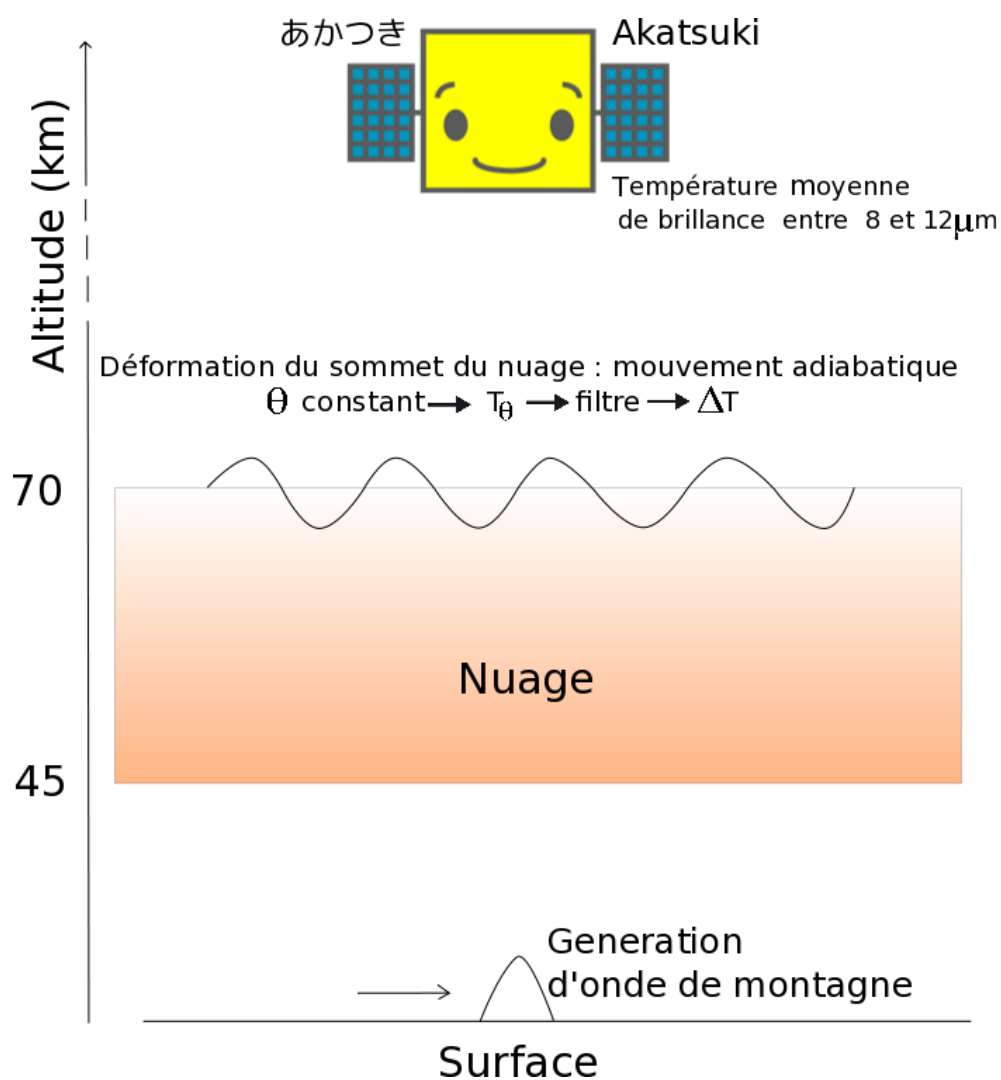 あかつき
Akatsuki
Température moyenne
de brillance entre 8 et 12μm
Altitude (km)
Déformation du sommet du nuage : mouvement adiabatique
θ constant → Tθ → filtre → ΔT
70
Nuage
45
Generation
d'onde de montagne
Surface